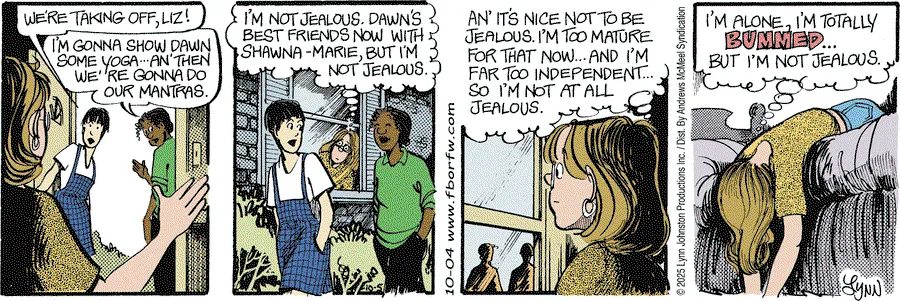 WE'RE TAKING OFF, LIZ!
I'M GONNA SHOW DAWN
SOME YOGA---AN' THEN
WE'RE GONNA DO
OUR MANTRAS.
I'M NOT JEALOUS. DAWN'S
BEST FRIENDS NOW WITH
SHAWNA-MARIE, BUT I'M
NOT JEALOUS.
10-5
AN' IT'S NICE NOT TO BE
JEALOUS. I'M TOO MATURE
FOR THAT NOW...AND I'M
FAR TOO INDEPENDENT...
SO I'M NOT AT ALL
JEALOUS.
10-04 www.fborfw.com
I'M ALONE, I'M TOTALLY
BUMMED...
BUT I'M NOT JEALOUS.
© 2025 Lynn Johnston Productions Inc. / Dist. By Andrews McMeel Syndication
LYNN